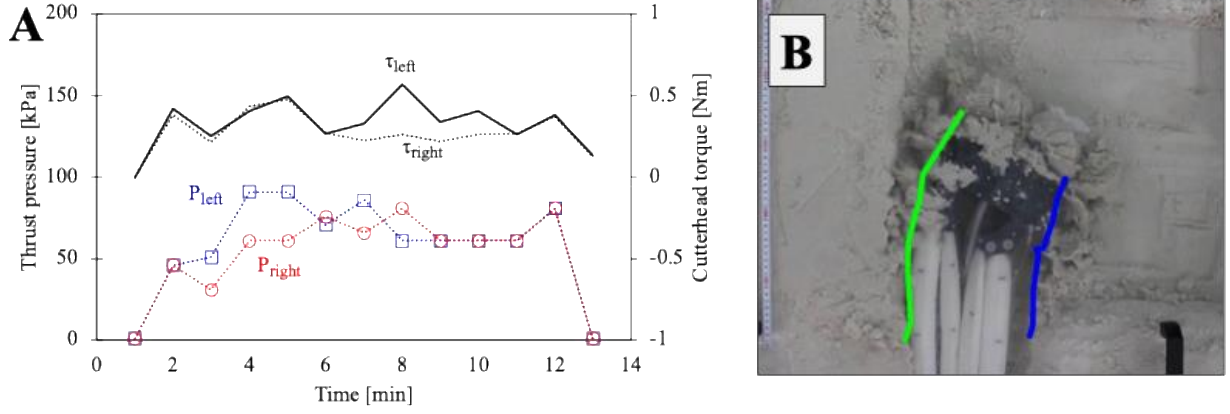 A
200
150
100
50
0
Thrust pressure [kPa]
1
0.5
0
-0.5
-1
Cutterhead torque [Nm]
0 2 4 6 8 10 12 14
Time [min]
τleft
τright
Pleft
Pright
B